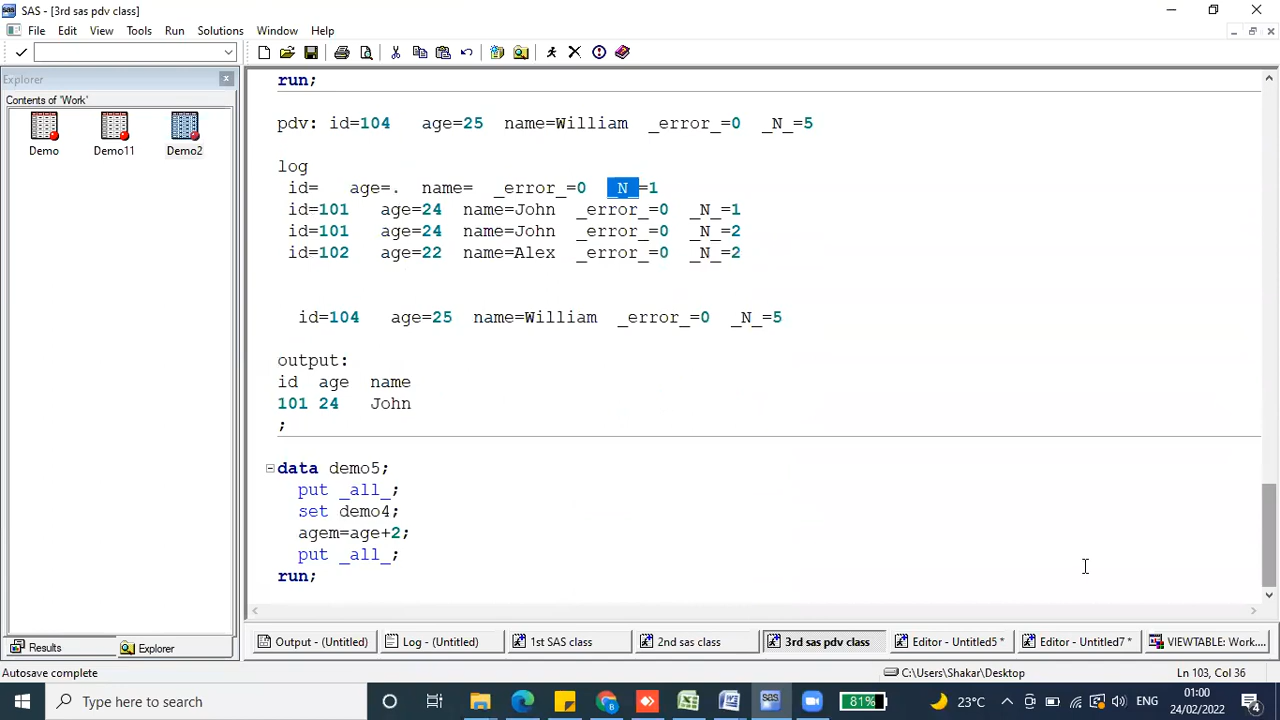 SAS - [3rd sas pdv class]
File Edit View Tools Run Solutions Window Help
Explorer
Contents of 'Work'
Demo Demo11 Demo2
run;
pdv: id=104 age=25 name=William _error_=0 _N_=5
log
id= age=. name= _error_=0 _N_=1
id=101 age=24 name=John _error_=0 _N_=1
id=101 age=24 name=John _error_=0 _N_=2
id=102 age=22 name=Alex _error_=0 _N_=2
id=104 age=25 name=William _error_=0 _N_=5
output:
id age name
101 24 John
;
data demo5;
put _all_;
set demo4;
agem=age+2;
put _all_;
run;
Results Explorer
Output - (Untitled) Log - (Untitled) 1st SAS class 2nd sas class 3rd sas pdv class Editor - Untitled5 * Editor - Untitled7 * VIEWTABLE: Work....
Autosave complete C:\Users\Shakar\Desktop Ln 103, Col 36
Type here to search 81% 23°C ENG 01:00
24/02/2022 4